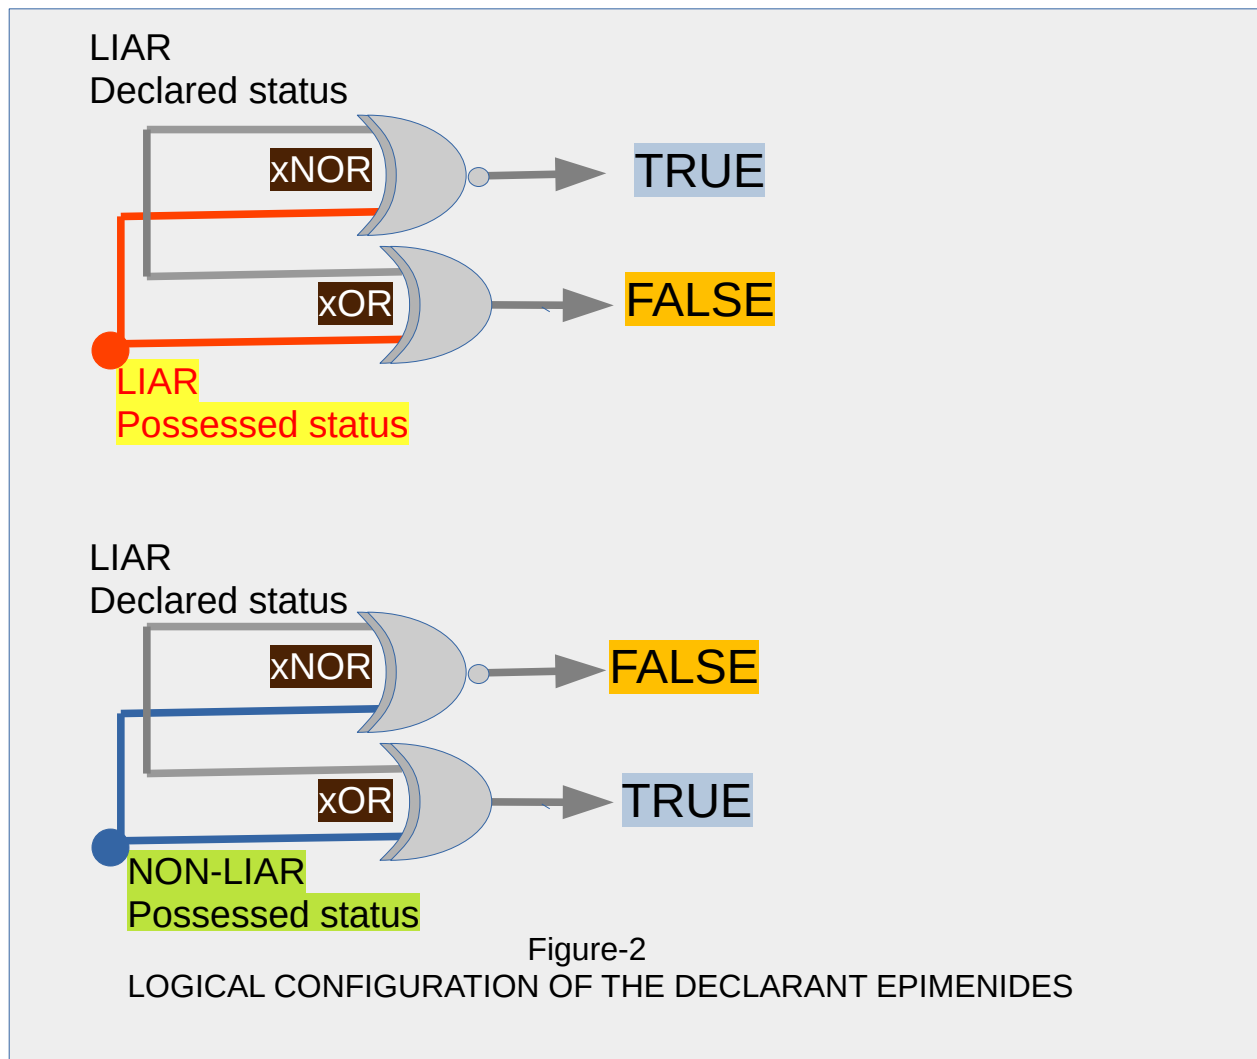 LIAR
Declared status
xNOR
TRUE
xOR
FALSE
LIAR
Possessed status
LIAR
Declared status
xNOR
FALSE
xOR
TRUE
NON-LIAR
Possessed status
Figure-2
LOGICAL CONFIGURATION OF THE DECLARANT EPIMENIDES